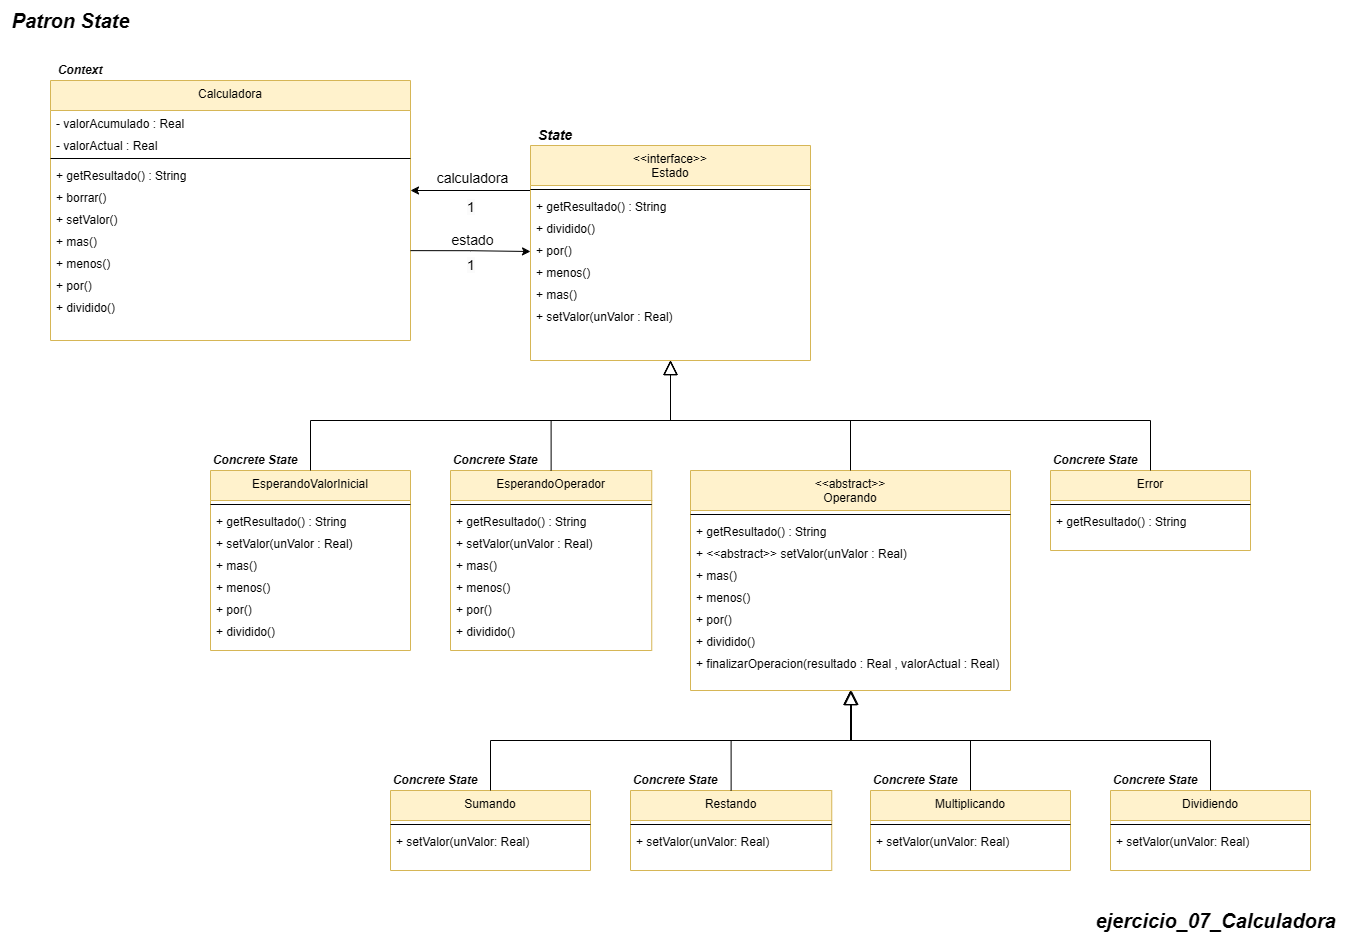 Patron State
Context
Calculadora
- valorAcumulado : Real
- valorActual : Real
+ getResultado() : String
+ borrar()
+ setValor()
+ mas()
+ menos()
+ por()
+ dividido()
calculadora
1
estado
1
State
<<interface>>
Estado
+ getResultado() : String
+ dividido()
+ por()
+ menos()
+ mas()
+ setValor(unValor : Real)
Concrete State
EsperandoValorInicial
+ getResultado() : String
+ setValor(unValor : Real)
+ mas()
+ menos()
+ por()
+ dividido()
Concrete State
EsperandoOperador
+ getResultado() : String
+ setValor(unValor : Real)
+ mas()
+ menos()
+ por()
+ dividido()
<<abstract>>
Operando
+ getResultado() : String
+ <<abstract>> setValor(unValor : Real)
+ mas()
+ menos()
+ por()
+ dividido()
+ finalizarOperacion(resultado : Real , valorActual : Real)
Concrete State
Error
+ getResultado() : String
Concrete State
Sumando
+ setValor(unValor: Real)
Concrete State
Restando
+ setValor(unValor: Real)
Concrete State
Multiplicando
+ setValor(unValor: Real)
Concrete State
Dividiendo
+ setValor(unValor: Real)
ejercicio_07_Calculadora